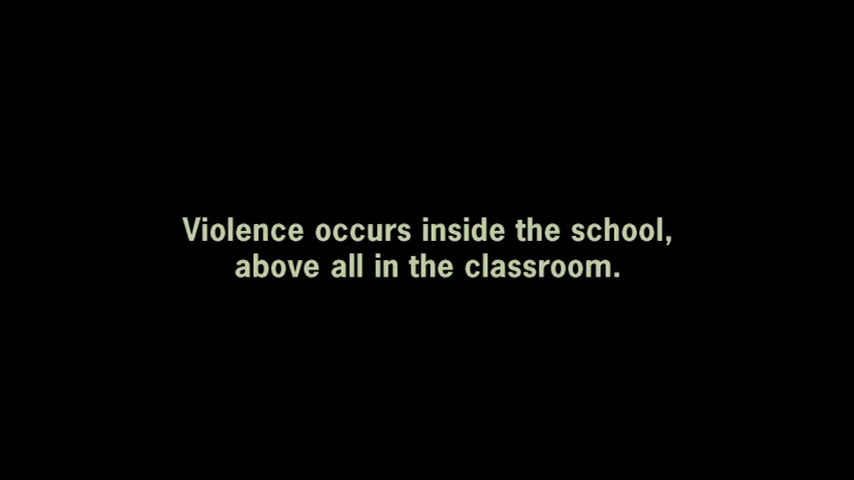 Violence occurs inside the school,
above all in the classroom.